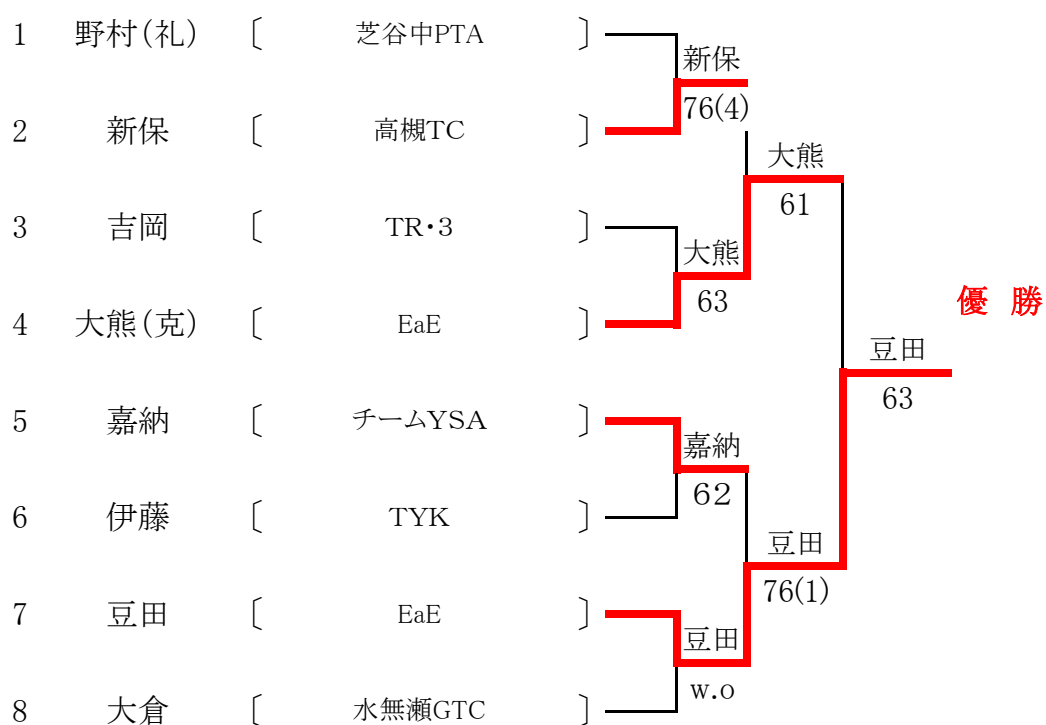 1 野村(礼) 〔 芝谷中PTA 〕
新保
76(4)
2 新保 〔 高槻TC 〕
大熊
61
3 吉岡 〔 TR・3 〕
大熊
63
4 大熊(克) 〔 EaE 〕
優 勝
豆田
63
5 嘉納 〔 チームYSA 〕
嘉納
62
6 伊藤 〔 TYK 〕
豆田
76(1)
7 豆田 〔 EaE 〕
豆田
w.o
8 大倉 〔 水無瀬GTC 〕